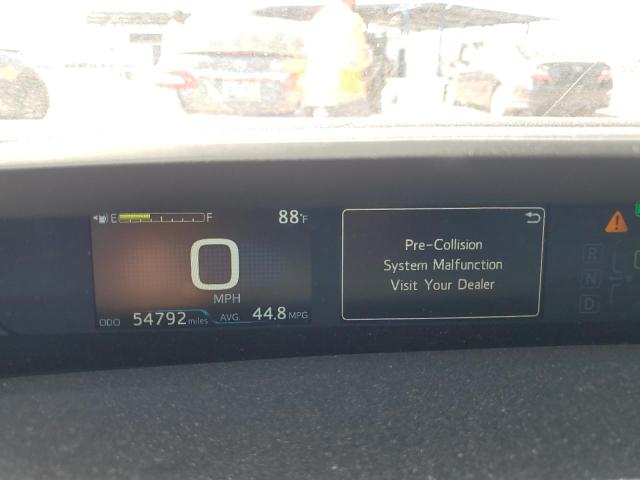 E F 88°F
0
MPH
ODO 54792 miles AVG. 44.8 MPG
Pre-Collision
System Malfunction
Visit Your Dealer
R
N
D